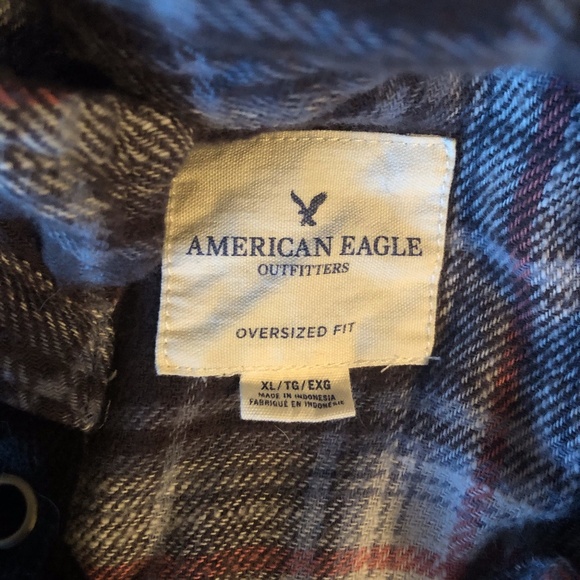 AMERICAN EAGLE
OUTFITTERS
OVERSIZED FIT
XL/TG/EXG
MADE IN INDONESIA
FABRIQUÉ EN INDONÉSIE